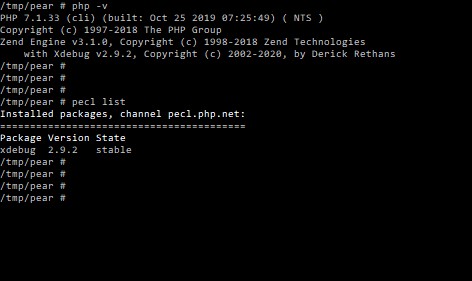 /tmp/pear # php -v
PHP 7.1.33 (cli) (built: Oct 25 2019 07:25:49) ( NTS )
Copyright (c) 1997-2018 The PHP Group
Zend Engine v3.1.0, Copyright (c) 1998-2018 Zend Technologies
    with Xdebug v2.9.2, Copyright (c) 2002-2020, by Derick Rethans
/tmp/pear #
/tmp/pear #
/tmp/pear #
/tmp/pear # pecl list
Installed packages, channel pecl.php.net:
=========================================
Package Version State
xdebug  2.9.2   stable
/tmp/pear #
/tmp/pear #
/tmp/pear #
/tmp/pear #